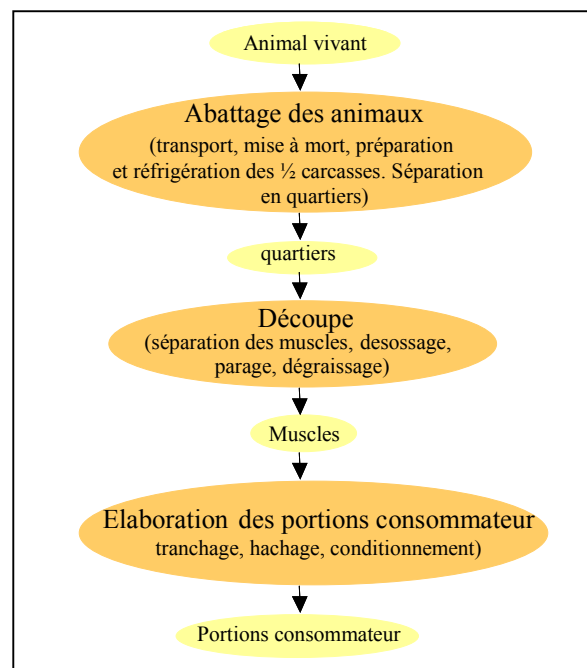 Animal vivant
Abattage des animaux
(transport, mise à mort, préparation
et réfrigération des ½ carcasses. Séparation
en quartiers)
quartiers
Découpe
(séparation des muscles, desossage,
parage, dégraissage)
Muscles
Elaboration des portions consommateur
tranchage, hachage, conditionnement)
Portions consommateur